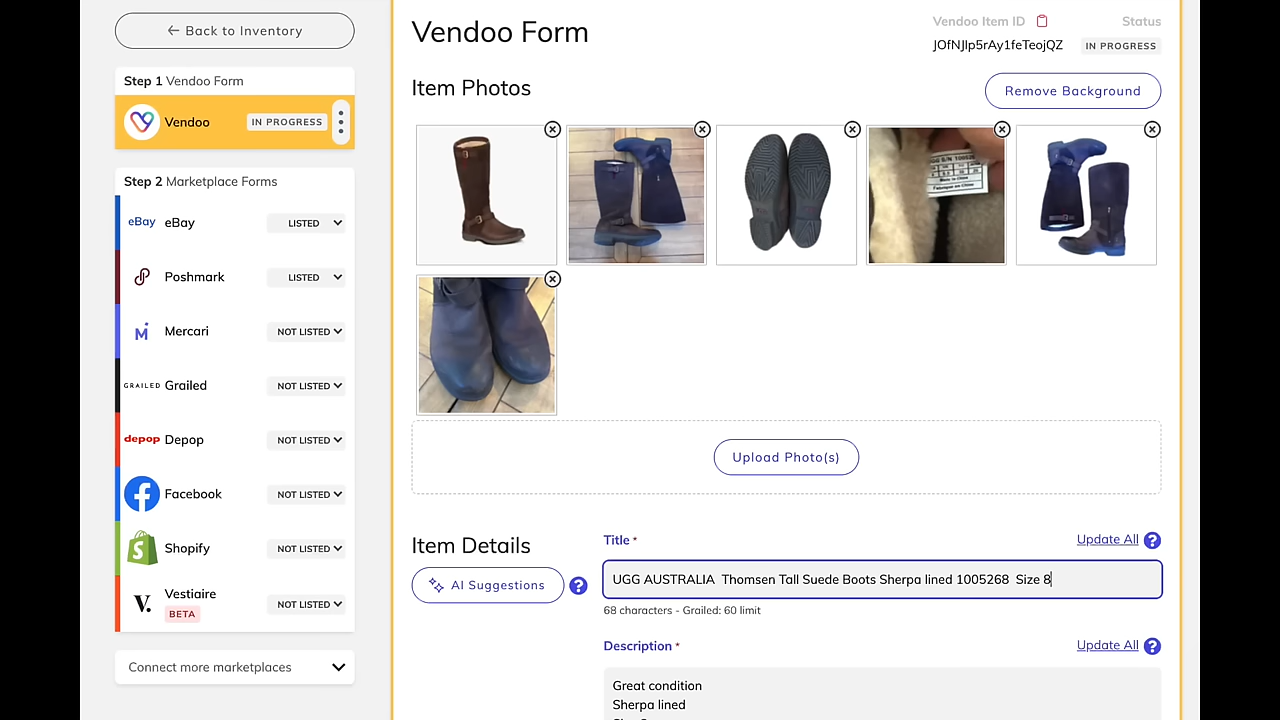 ← Back to Inventory
Step 1 Vendoo Form
Vendoo IN PROGRESS
Step 2 Marketplace Forms
eBay eBay LISTED
Poshmark LISTED
Mercari NOT LISTED
GRAILED Grailed NOT LISTED
depop Depop NOT LISTED
Facebook NOT LISTED
Shopify NOT LISTED
V. Vestiaire NOT LISTED
BETA
Connect more marketplaces
Vendoo Form
Vendoo Item ID Status
JOfNJlp5rAy1feTeojQZ IN PROGRESS
Item Photos
Remove Background
Upload Photo(s)
Item Details
AI Suggestions ?
Title * Update All ?
UGG AUSTRALIA  Thomsen Tall Suede Boots Sherpa lined 1005268  Size 8
68 characters - Grailed: 60 limit
Description * Update All ?
Great condition
Sherpa lined